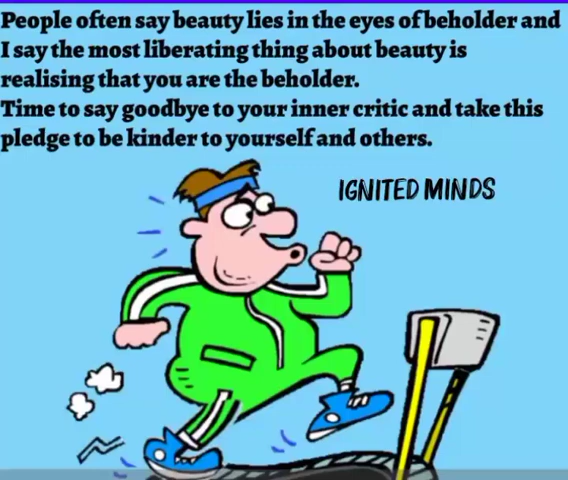 People often say beauty lies in the eyes of beholder and
I say the most liberating thing about beauty is
realising that you are the beholder.
Time to say goodbye to your inner critic and take this
pledge to be kinder to yourself and others.
IGNITED MINDS